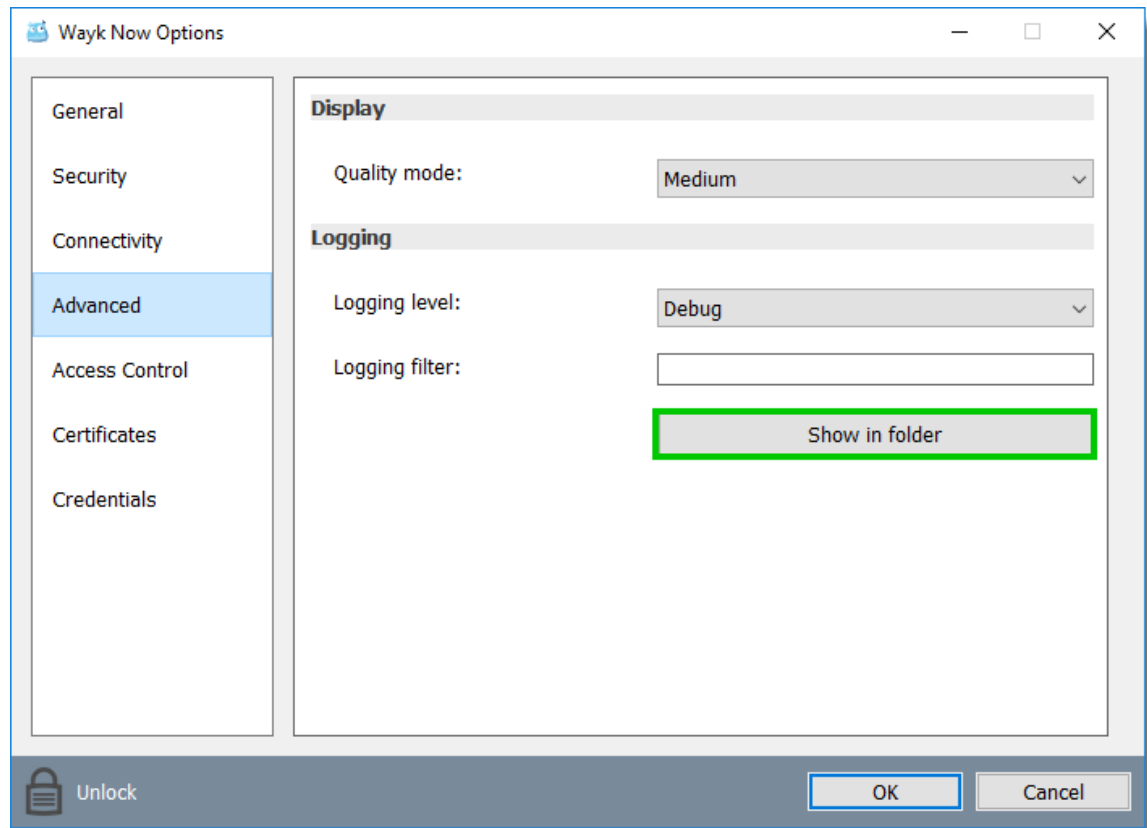 Wayk Now Options
General
Security
Connectivity
Advanced
Access Control
Certificates
Credentials
Display
Quality mode:
Medium
Logging
Logging level:
Debug
Logging filter:
Show in folder
Unlock
OK
Cancel